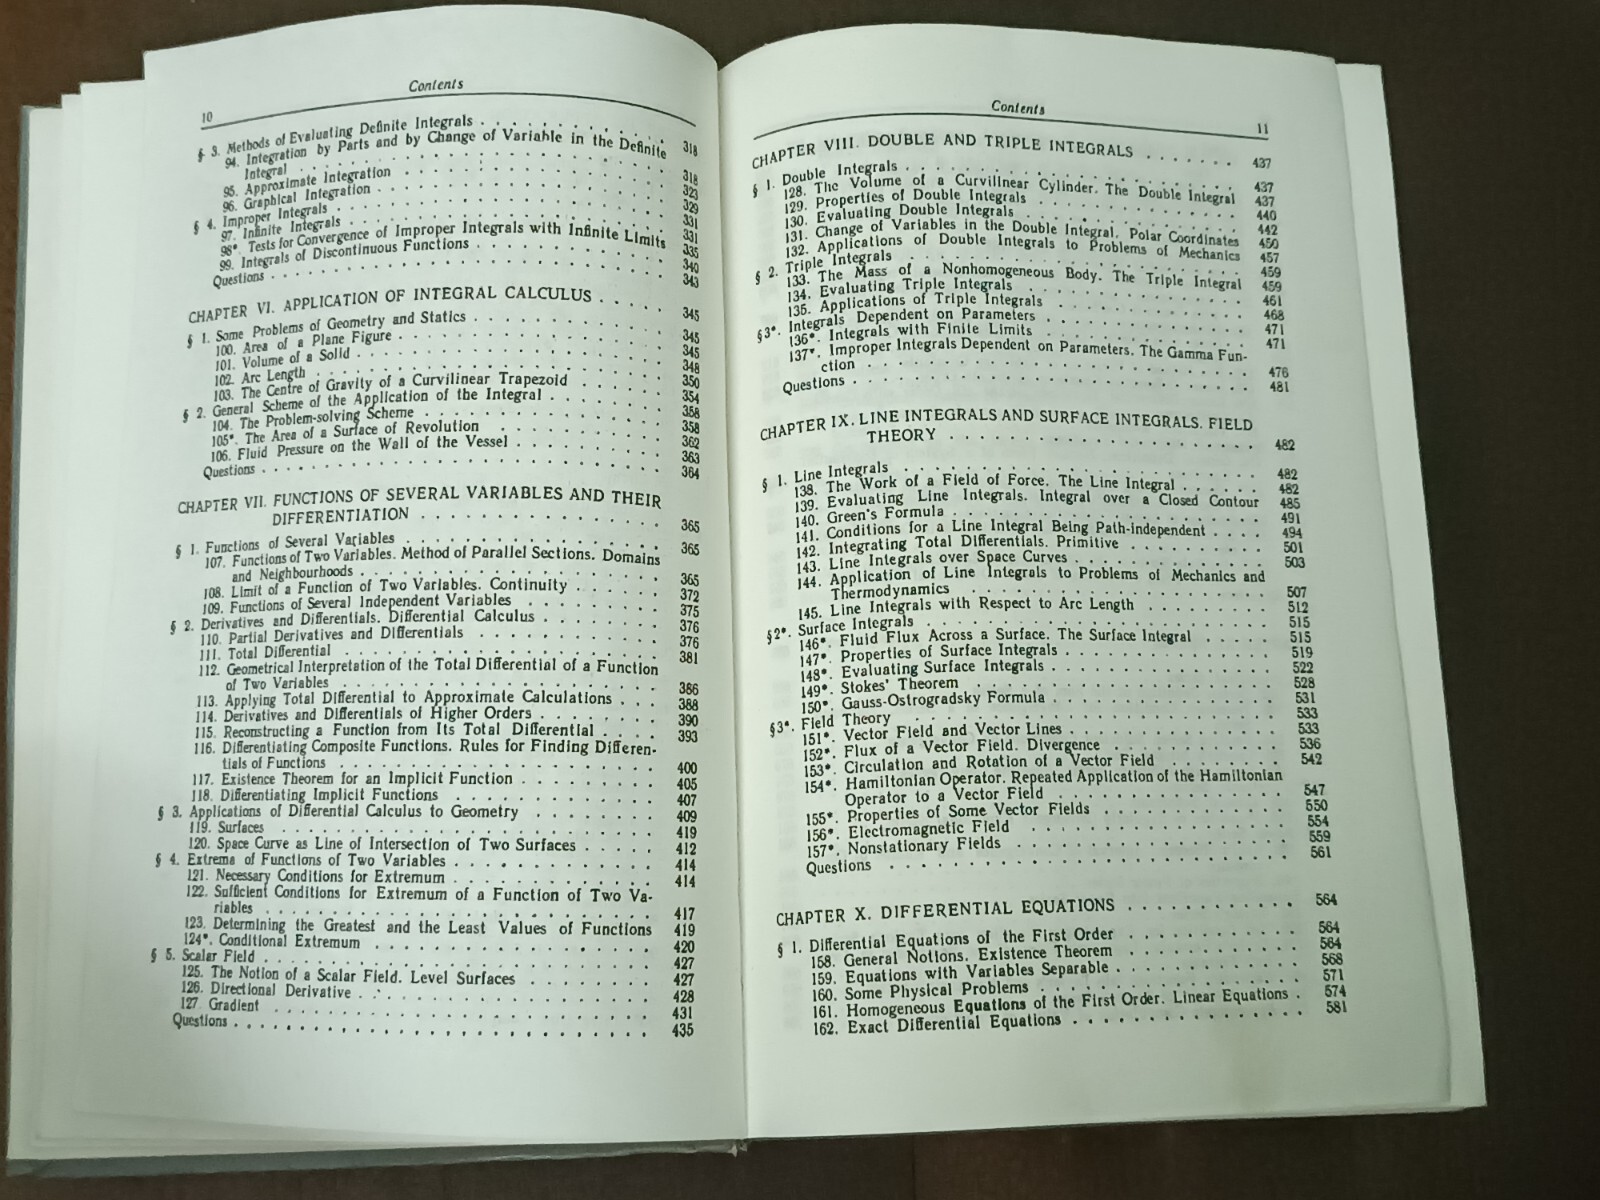 10
Contents
§ 3. Methods of Evaluating Definite Integrals . . . . . . . . . . . 318
94. Integration by Parts and by Change of Variable in the Definite
Integral . . . . . . . . . . . . . . . . . . . . 318
95. Approximate Integration . . . . . . . . . . . . . . . 323
96. Graphical Integration . . . . . . . . . . . . . . . . 329
§ 4. Improper Integrals . . . . . . . . . . . . . . . . . . 331
97. Infinite Integrals . . . . . . . . . . . . . . . . . . 331
98*. Tests for Convergence of Improper Integrals with Infinite Limits 335
99. Integrals of Discontinuous Functions . . . . . . . . . . . 340
Questions . . . . . . . . . . . . . . . . . . . . . . 343
CHAPTER VI. APPLICATION OF INTEGRAL CALCULUS . . . . 345
§ 1. Some Problems of Geometry and Statics . . . . . . . . . . 345
100. Area of a Plane Figure . . . . . . . . . . . . . . . 345
101. Volume of a Solid . . . . . . . . . . . . . . . . . 348
102. Arc Length . . . . . . . . . . . . . . . . . . . . 350
103. The Centre of Gravity of a Curvilinear Trapezoid . . . . . . 354
§ 2. General Scheme of the Application of the Integral . . . . . . . 358
104. The Problem-solving Scheme . . . . . . . . . . . . . . 358
105*. The Area of a Surface of Revolution . . . . . . . . . . 362
106. Fluid Pressure on the Wall of the Vessel . . . . . . . . . 363
Questions . . . . . . . . . . . . . . . . . . . . . . 364
CHAPTER VII. FUNCTIONS OF SEVERAL VARIABLES AND THEIR
DIFFERENTIATION . . . . . . . . . . . . . . . . 365
§ 1. Functions of Several Variables . . . . . . . . . . . . . . 365
107. Functions of Two Variables. Method of Parallel Sections. Domains
and Neighbourhoods . . . . . . . . . . . . . . . . . 365
108. Limit of a Function of Two Variables. Continuity . . . . . . 372
109. Functions of Several Independent Variables . . . . . . . . 375
§ 2. Derivatives and Differentials. Differential Calculus . . . . . . . 376
110. Partial Derivatives and Differentials . . . . . . . . . . . 376
111. Total Differential . . . . . . . . . . . . . . . . . . 381
112. Geometrical Interpretation of the Total Differential of a Function
of Two Variables . . . . . . . . . . . . . . . . . . 386
113. Applying Total Differential to Approximate Calculations . . . 388
114. Derivatives and Differentials of Higher Orders . . . . . . . 390
115. Reconstructing a Function from Its Total Differential . . . . 393
116. Differentiating Composite Functions. Rules for Finding Differen-
tials of Functions . . . . . . . . . . . . . . . . . . 400
117. Existence Theorem for an Implicit Function . . . . . . . . 405
118. Differentiating Implicit Functions . . . . . . . . . . . . 407
§ 3. Applications of Differential Calculus to Geometry . . . . . . . . 409
119. Surfaces . . . . . . . . . . . . . . . . . . . . . 419
120. Space Curve as Line of Intersection of Two Surfaces . . . . . 412
§ 4. Extrema of Functions of Two Variables . . . . . . . . . . . 414
121. Necessary Conditions for Extremum . . . . . . . . . . . 414
122. Sufficient Conditions for Extremum of a Function of Two Va-
riables . . . . . . . . . . . . . . . . . . . . . . 417
123. Determining the Greatest and the Least Values of Functions 419
124*. Conditional Extremum . . . . . . . . . . . . . . . 420
§ 5. Scalar Field . . . . . . . . . . . . . . . . . . . . . 427
125. The Notion of a Scalar Field. Level Surfaces . . . . . . . . 427
126. Directional Derivative . . . . . . . . . . . . . . . . 428
127. Gradient . . . . . . . . . . . . . . . . . . . . . 431
Questions . . . . . . . . . . . . . . . . . . . . . . 435
Contents
11
CHAPTER VIII. DOUBLE AND TRIPLE INTEGRALS . . . . . . . 437
§ 1. Double Integrals . . . . . . . . . . . . . . . . . . . 437
128. The Volume of a Curvilinear Cylinder. The Double Integral 437
129. Properties of Double Integrals . . . . . . . . . . . . . 440
130. Evaluating Double Integrals . . . . . . . . . . . . . . 442
131. Change of Variables in the Double Integral. Polar Coordinates 450
132. Applications of Double Integrals to Problems of Mechanics 457
§ 2. Triple Integrals . . . . . . . . . . . . . . . . . . . 459
133. The Mass of a Nonhomogeneous Body. The Triple Integral 459
134. Evaluating Triple Integrals . . . . . . . . . . . . . . 461
135. Applications of Triple Integrals . . . . . . . . . . . . 468
§3*. Integrals Dependent on Parameters . . . . . . . . . . . . 471
136*. Integrals with Finite Limits . . . . . . . . . . . . . 471
137*. Improper Integrals Dependent on Parameters. The Gamma Fun-
ction . . . . . . . . . . . . . . . . . . . . . . 476
Questions . . . . . . . . . . . . . . . . . . . . . . 481
CHAPTER IX. LINE INTEGRALS AND SURFACE INTEGRALS. FIELD
THEORY . . . . . . . . . . . . . . . . . . . 482
§ 1. Line Integrals . . . . . . . . . . . . . . . . . . . . 482
138. The Work of a Field of Force. The Line Integral . . . . . . 482
139. Evaluating Line Integrals. Integral over a Closed Contour 485
140. Green's Formula . . . . . . . . . . . . . . . . . . 491
141. Conditions for a Line Integral Being Path-independent . . . . 494
142. Integrating Total Differentials. Primitive . . . . . . . . . 501
143. Line Integrals over Space Curves . . . . . . . . . . . . 503
144. Application of Line Integrals to Problems of Mechanics and
Thermodynamics . . . . . . . . . . . . . . . . . . 507
145. Line Integrals with Respect to Arc Length . . . . . . . . 512
§2*. Surface Integrals . . . . . . . . . . . . . . . . . . . 515
146*. Fluid Flux Across a Surface. The Surface Integral . . . . . 515
147*. Properties of Surface Integrals . . . . . . . . . . . . 519
148*. Evaluating Surface Integrals . . . . . . . . . . . . . 522
149*. Stokes' Theorem . . . . . . . . . . . . . . . . . 528
150*. Gauss-Ostrogradsky Formula . . . . . . . . . . . . . 531
§3*. Field Theory . . . . . . . . . . . . . . . . . . . . 533
151*. Vector Field and Vector Lines . . . . . . . . . . . . 533
152*. Flux of a Vector Field. Divergence . . . . . . . . . . 536
153*. Circulation and Rotation of a Vector Field . . . . . . . 542
154*. Hamiltonian Operator. Repeated Application of the Hamiltonian
Operator to a Vector Field . . . . . . . . . . . . . 547
155*. Properties of Some Vector Fields . . . . . . . . . . . 550
156*. Electromagnetic Field . . . . . . . . . . . . . . . 554
157*. Nonstationary Fields . . . . . . . . . . . . . . . . 559
Questions . . . . . . . . . . . . . . . . . . . . . . 561
CHAPTER X. DIFFERENTIAL EQUATIONS . . . . . . . . . . . . 564
§ 1. Differential Equations of the First Order . . . . . . . . . . 564
158. General Notions. Existence Theorem . . . . . . . . . . . 564
159. Equations with Variables Separable . . . . . . . . . . . 568
160. Some Physical Problems . . . . . . . . . . . . . . . 571
161. Homogeneous Equations of the First Order. Linear Equations . 574
162. Exact Differential Equations . . . . . . . . . . . . . . 581